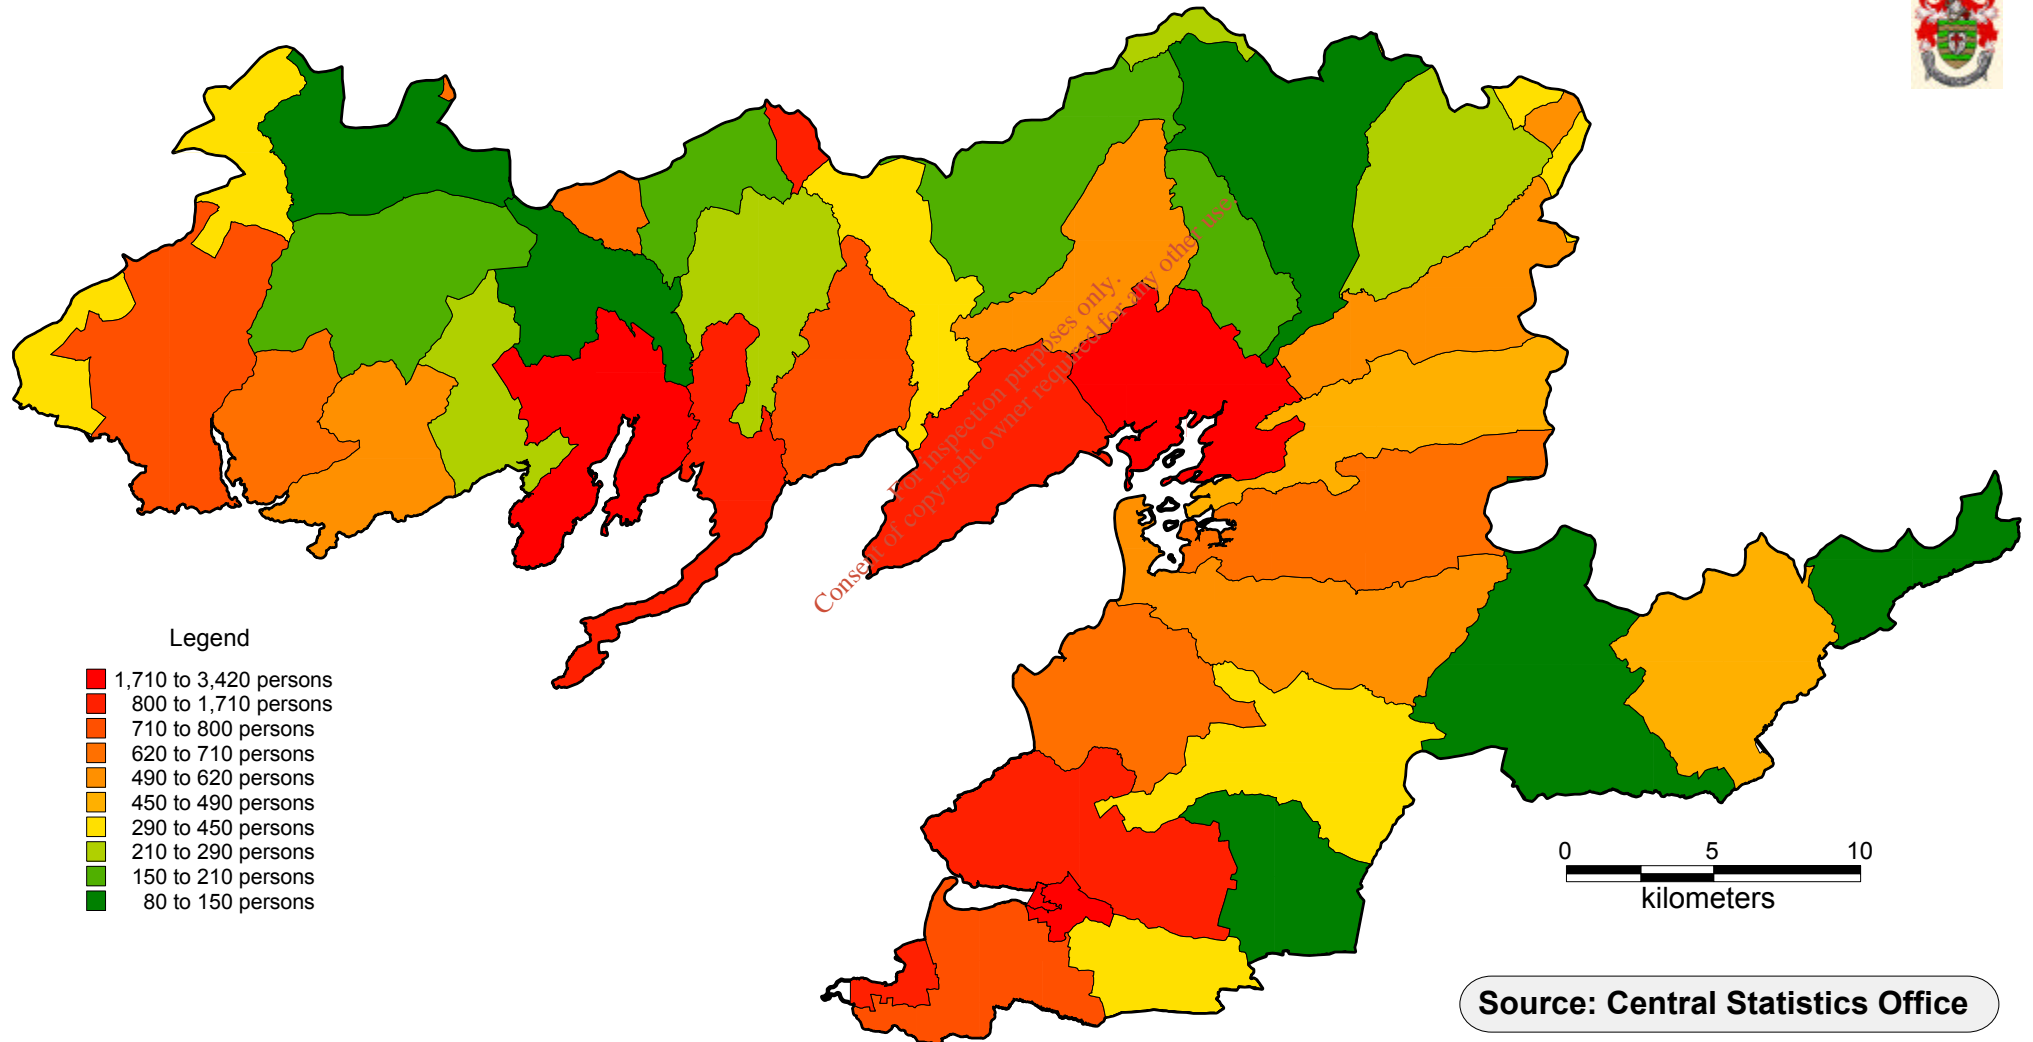 For inspection purposes only.
Consent of copyright owner required for any other use.
Legend
1,710 to 3,420 persons
800 to 1,710 persons
710 to 800 persons
620 to 710 persons
490 to 620 persons
450 to 490 persons
290 to 450 persons
210 to 290 persons
150 to 210 persons
80 to 150 persons
0 5 10
kilometers
Source: Central Statistics Office